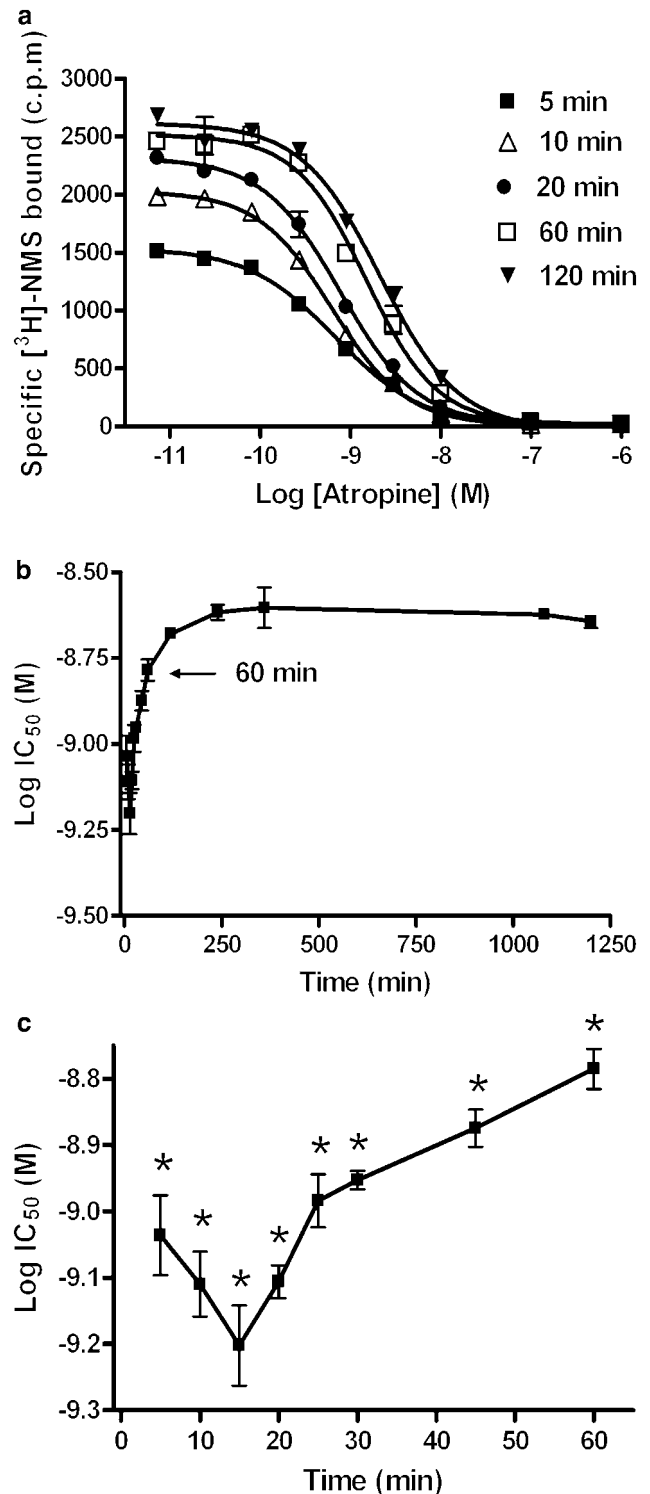 a
Specific [³H]-NMS bound (c.p.m)
3000
2500
2000
1500
1000
500
0
-11 -10 -9 -8 -7 -6
Log [Atropine] (M)
5 min
10 min
20 min
60 min
120 min
b
Log IC₅₀ (M)
-8.50
-8.75
-9.00
-9.25
-9.50
60 min
0 250 500 750 1000 1250
Time (min)
c
Log IC₅₀ (M)
-8.8
-8.9
-9.0
-9.1
-9.2
-9.3
* * * * * * * *
0 10 20 30 40 50 60
Time (min)